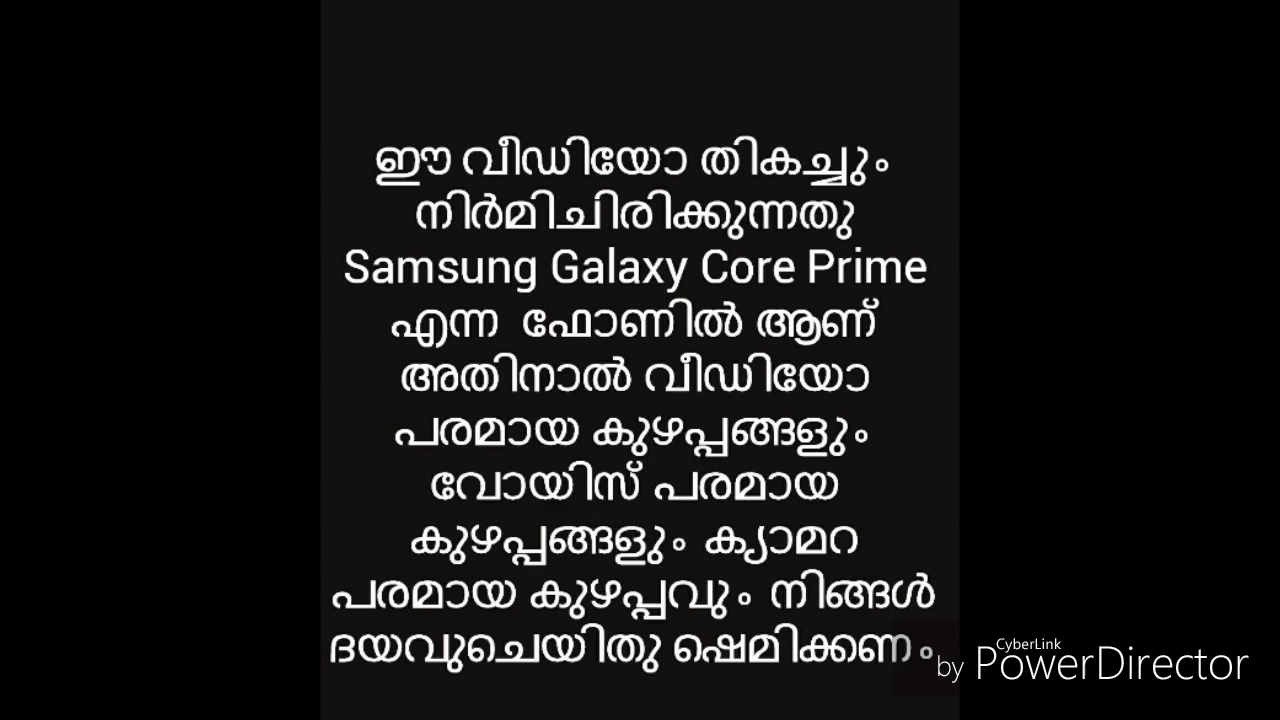 ഈ വീഡിയോ തികച്ചും
നിർമിചിരിക്കുന്നതു
Samsung Galaxy Core Prime
എന്ന ഫോണിൽ ആണ്
അതിനാൽ വീഡിയോ
പരമായ കുഴപ്പങ്ങളും
വോയിസ് പരമായ
കുഴപ്പങ്ങളും ക്യാമറ
പരമായ കുഴപ്പവും നിങ്ങൾ
ദയവുചെയിതു ഷെമിക്കണം
CyberLink
by PowerDirector